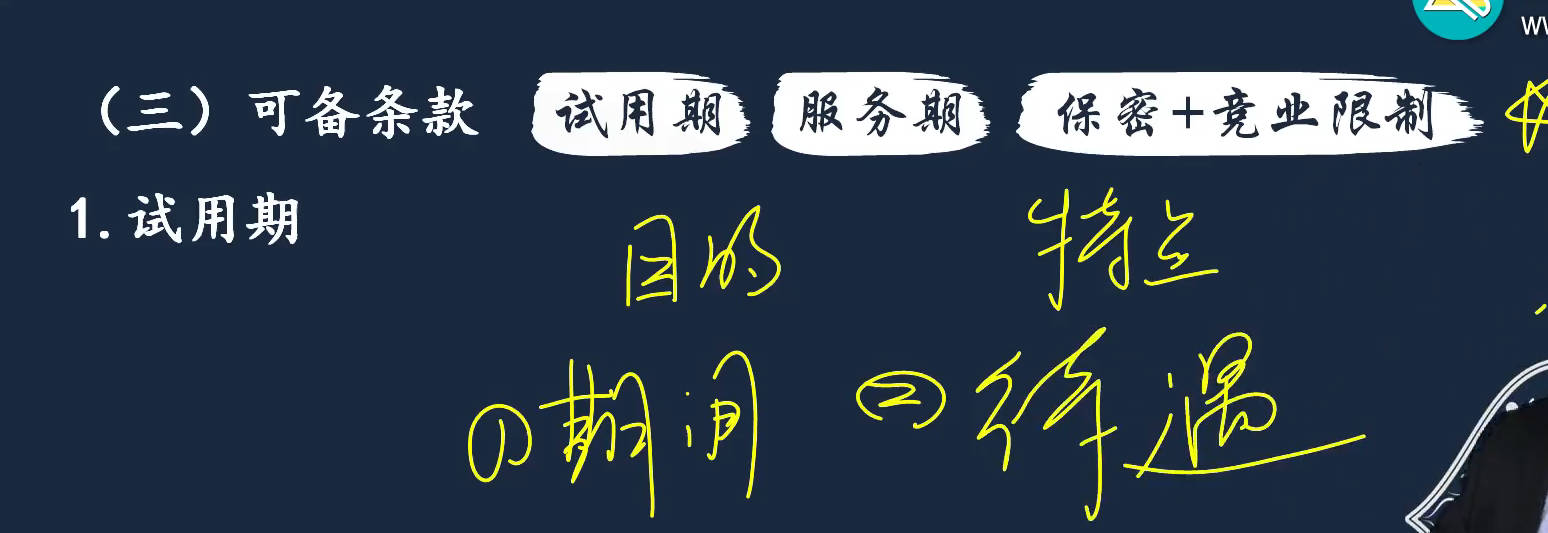 （三）可备条款 试用期 服务期 保密+竞业限制
1.试用期
目的 特点
①期间 ②待遇